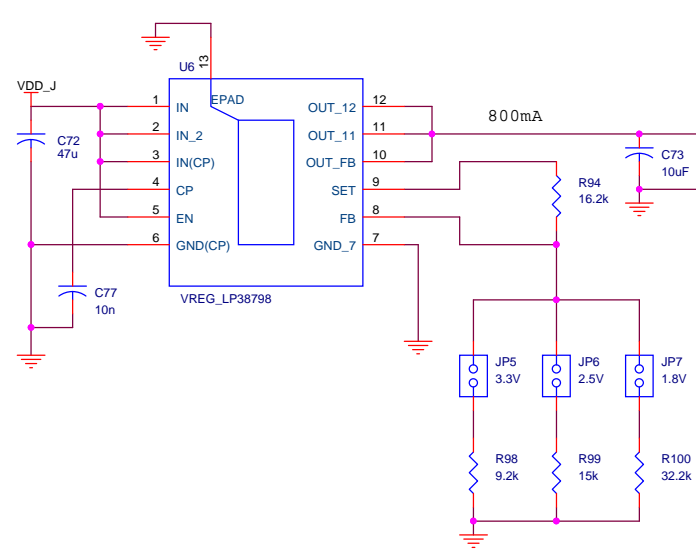 U6
13
VDD_J
EPAD
1
IN
OUT_12
12
800mA
2
IN_2
OUT_11
11
C72
47u
3
IN(CP)
OUT_FB
10
C73
10uF
4
CP
SET
9
R94
16.2k
5
EN
FB
8
6
GND(CP)
GND_7
7
C77
10n
VREG_LP38798
JP5
3.3V
JP6
2.5V
JP7
1.8V
R98
9.2k
R99
15k
R100
32.2k